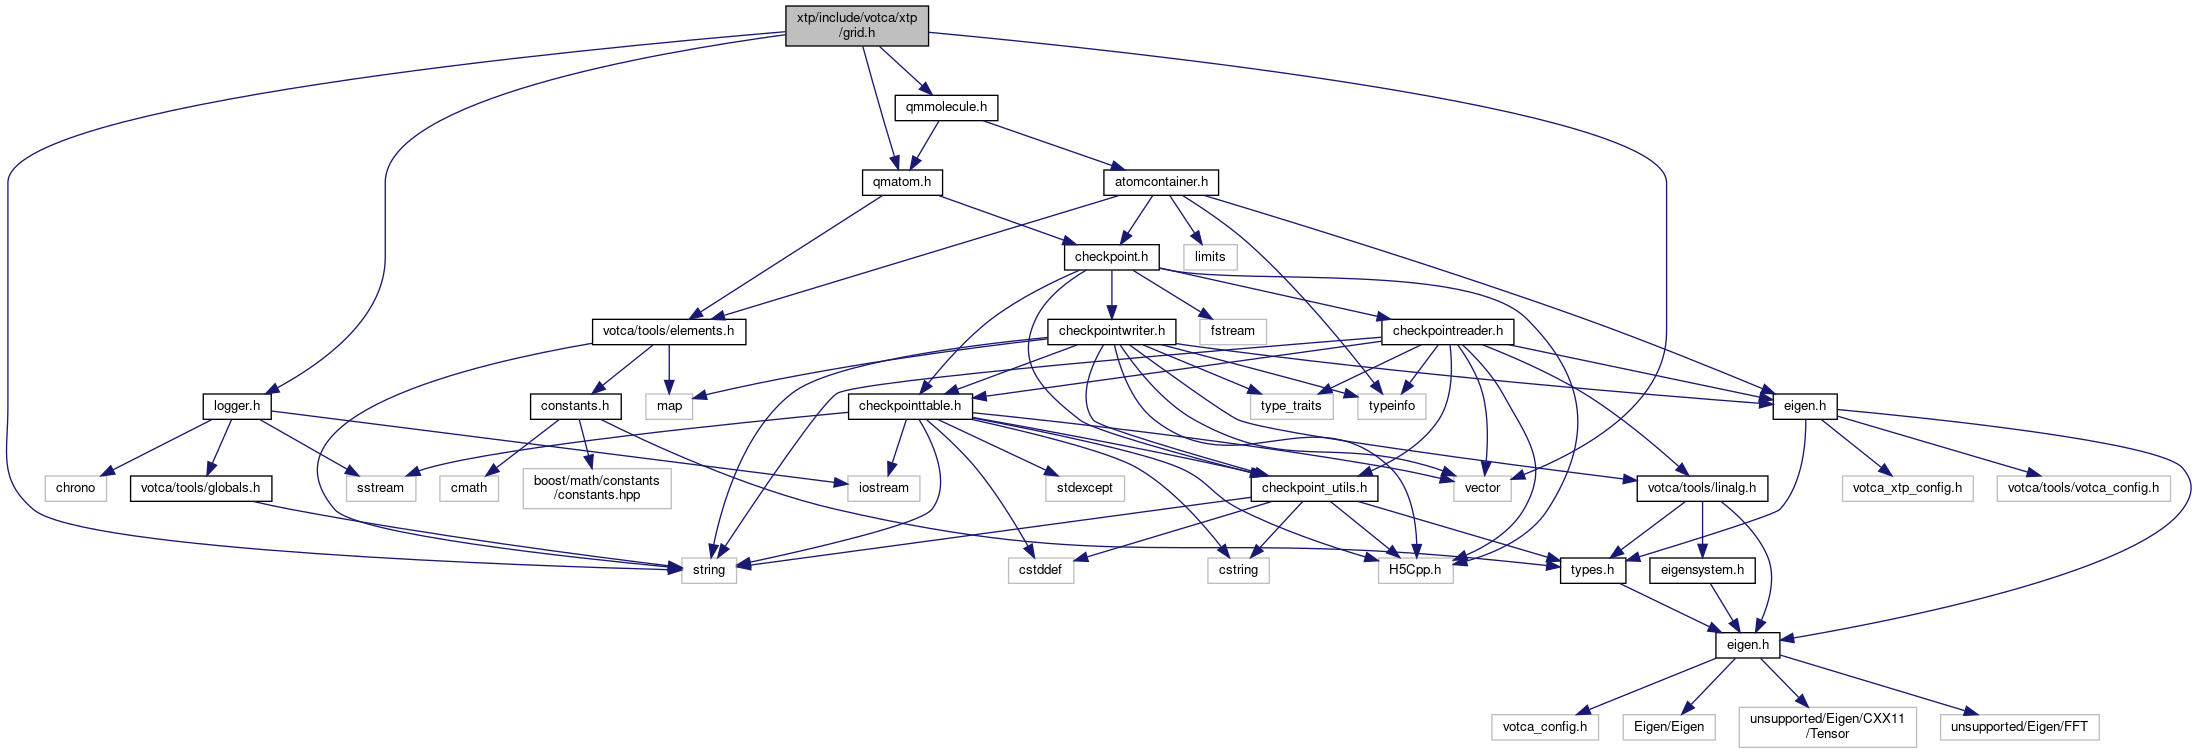 xtp/include/votca/xtp
/grid.h
qmmolecule.h
qmatom.h
atomcontainer.h
checkpoint.h
limits
votca/tools/elements.h
checkpointwriter.h
fstream
checkpointreader.h
logger.h
constants.h
map
checkpointtable.h
type_traits
typeinfo
eigen.h
chrono
votca/tools/globals.h
sstream
cmath
boost/math/constants
/constants.hpp
iostream
stdexcept
checkpoint_utils.h
vector
votca/tools/linalg.h
votca_xtp_config.h
votca/tools/votca_config.h
string
cstddef
cstring
H5Cpp.h
types.h
eigensystem.h
eigen.h
votca_config.h
Eigen/Eigen
unsupported/Eigen/CXX11
/Tensor
unsupported/Eigen/FFT